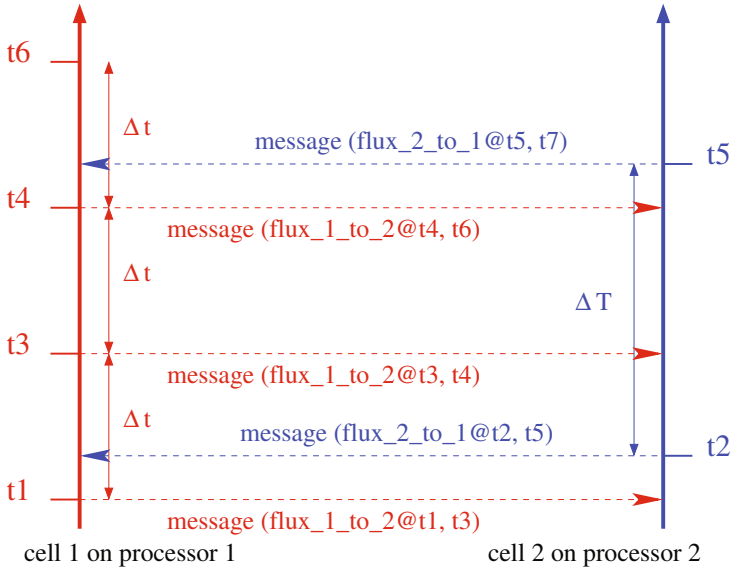 t6
Δ t
message (flux_2_to_1@t5, t7)
t5
t4
message (flux_1_to_2@t4, t6)
Δ t
Δ T
t3
message (flux_1_to_2@t3, t4)
Δ t
message (flux_2_to_1@t2, t5)
t2
t1
message (flux_1_to_2@t1, t3)
cell 1 on processor 1
cell 2 on processor 2